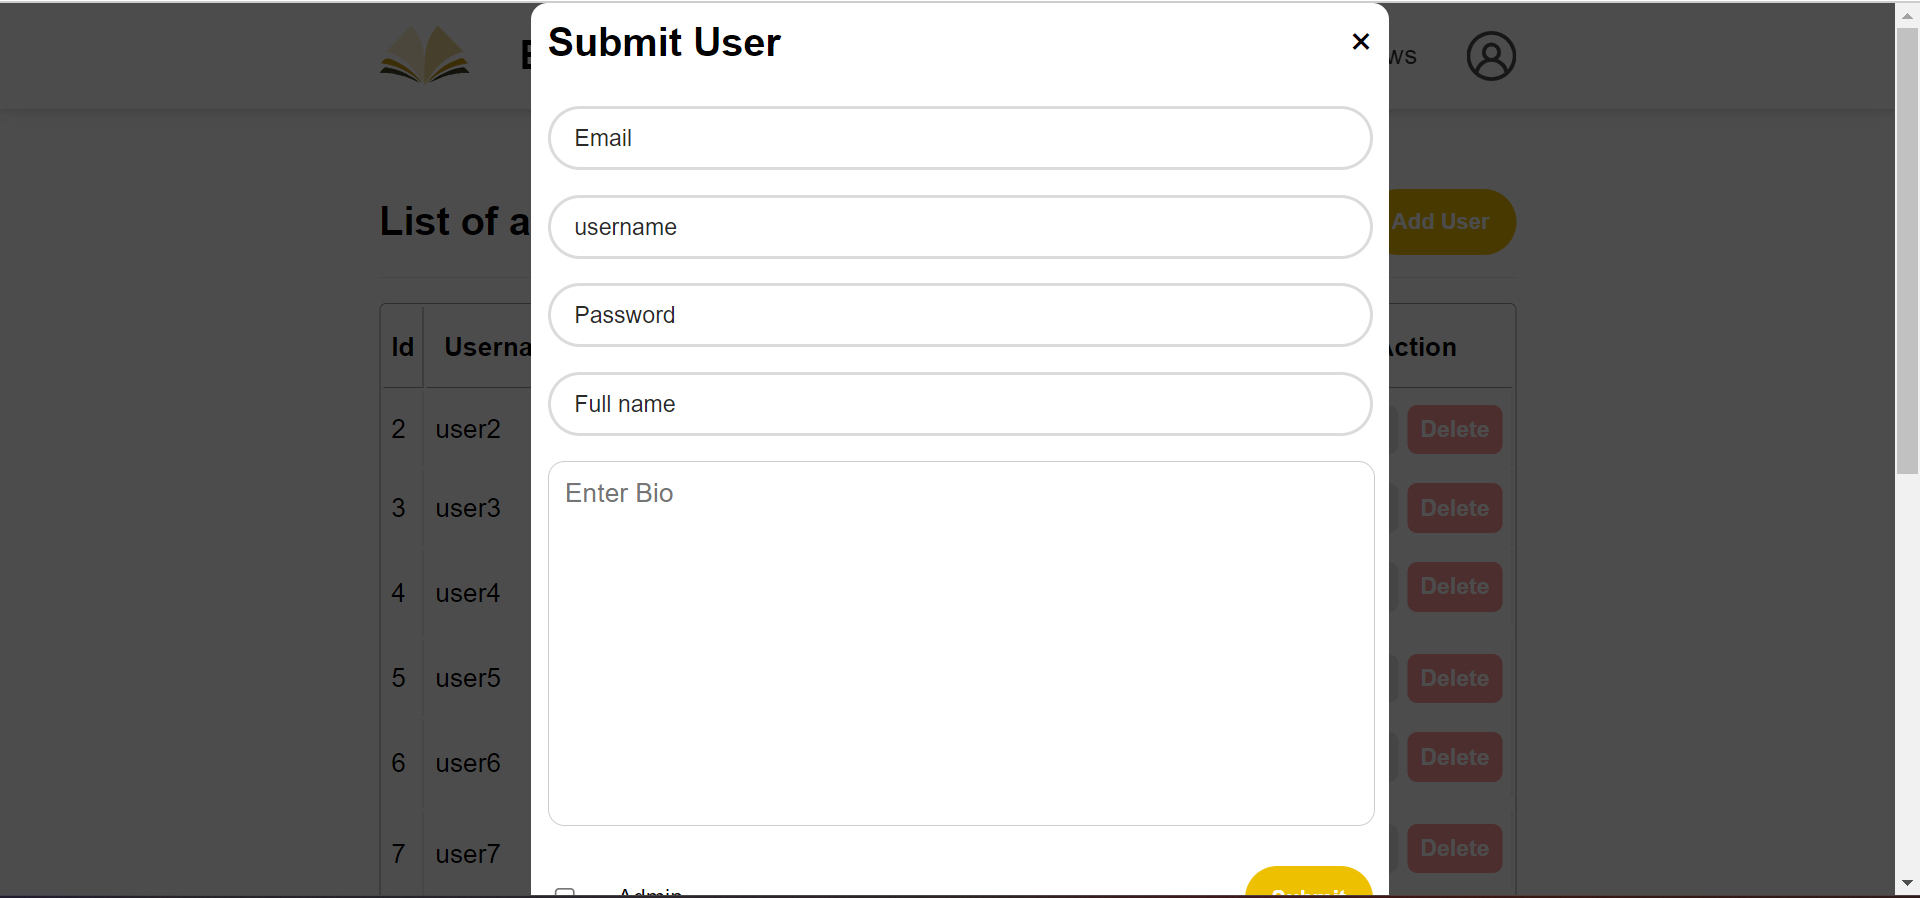 Submit User ×
ws
Email
List of a
Add User
username
Password
Id Userna
ction
Full name
2 user2 Delete
Enter Bio
3 user3 Delete
4 user4 Delete
5 user5 Delete
6 user6 Delete
7 user7 Delete
Admin Submit